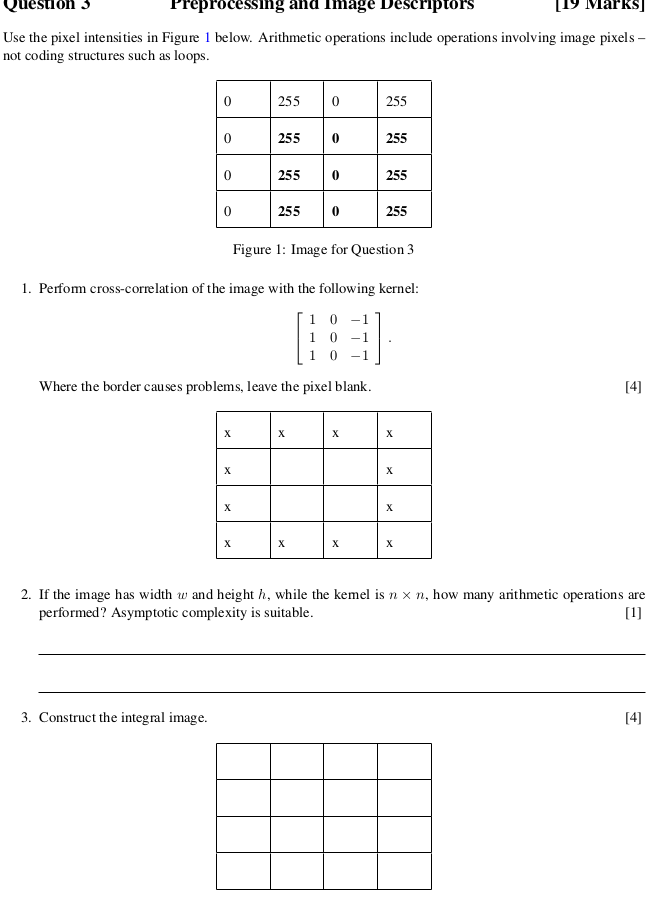 Question 3 Preprocessing and Image Descriptors [19 Marks]
Use the pixel intensities in Figure 1 below. Arithmetic operations include operations involving image pixels –
not coding structures such as loops.
0 255 0 255
0 255 0 255
0 255 0 255
0 255 0 255
Figure 1: Image for Question 3
1. Perform cross-correlation of the image with the following kernel:
1 0 −1
1 0 −1
1 0 −1
.
Where the border causes problems, leave the pixel blank. [4]
x x x x
x x
x x
x x x x
2. If the image has width w and height h, while the kernel is n × n, how many arithmetic operations are
performed? Asymptotic complexity is suitable. [1]
3. Construct the integral image. [4]